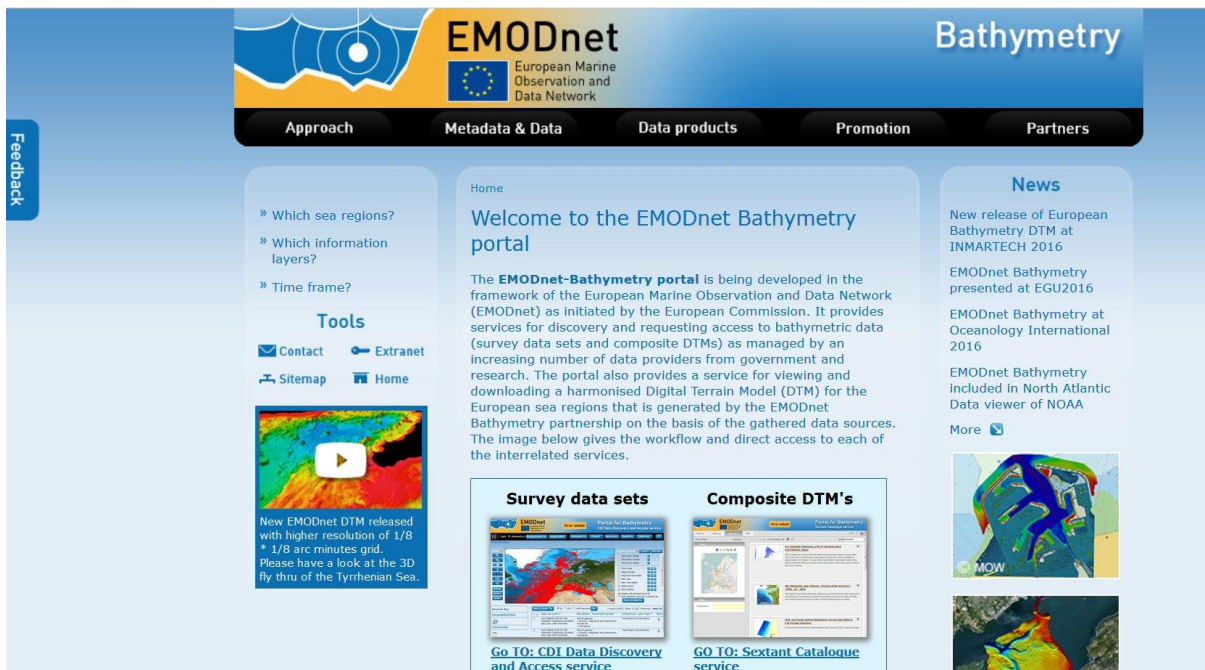 EMODnet
European Marine
Observation and
Data Network
Bathymetry
Approach
Metadata & Data
Data products
Promotion
Partners
Feedback
» Which sea regions?
» Which information
layers?
» Time frame?
Tools
Contact
Extranet
Sitemap
Home
New EMODnet DTM released
with higher resolution of 1/8
* 1/8 arc minutes grid.
Please have a look at the 3D
fly thru of the Tyrrhenian Sea.
Home
Welcome to the EMODnet Bathymetry
portal
The EMODnet-Bathymetry portal is being developed in the
framework of the European Marine Observation and Data Network
(EMODnet) as initiated by the European Commission. It provides
services for discovery and requesting access to bathymetric data
(survey data sets and composite DTMs) as managed by an
increasing number of data providers from government and
research. The portal also provides a service for viewing and
downloading a harmonised Digital Terrain Model (DTM) for the
European sea regions that is generated by the EMODnet
Bathymetry partnership on the basis of the gathered data sources.
The image below gives the workflow and direct access to each of
the interrelated services.
Survey data sets
EMODnet
Go TO: CDI Data Discovery
and Access service
Composite DTM's
EMODnet
GO TO: Sextant Catalogue
service
News
New release of European
Bathymetry DTM at
INMARTECH 2016
EMODnet Bathymetry
presented at EGU2016
EMODnet Bathymetry at
Oceanology International
2016
EMODnet Bathymetry
included in North Atlantic
Data viewer of NOAA
More
© MOW